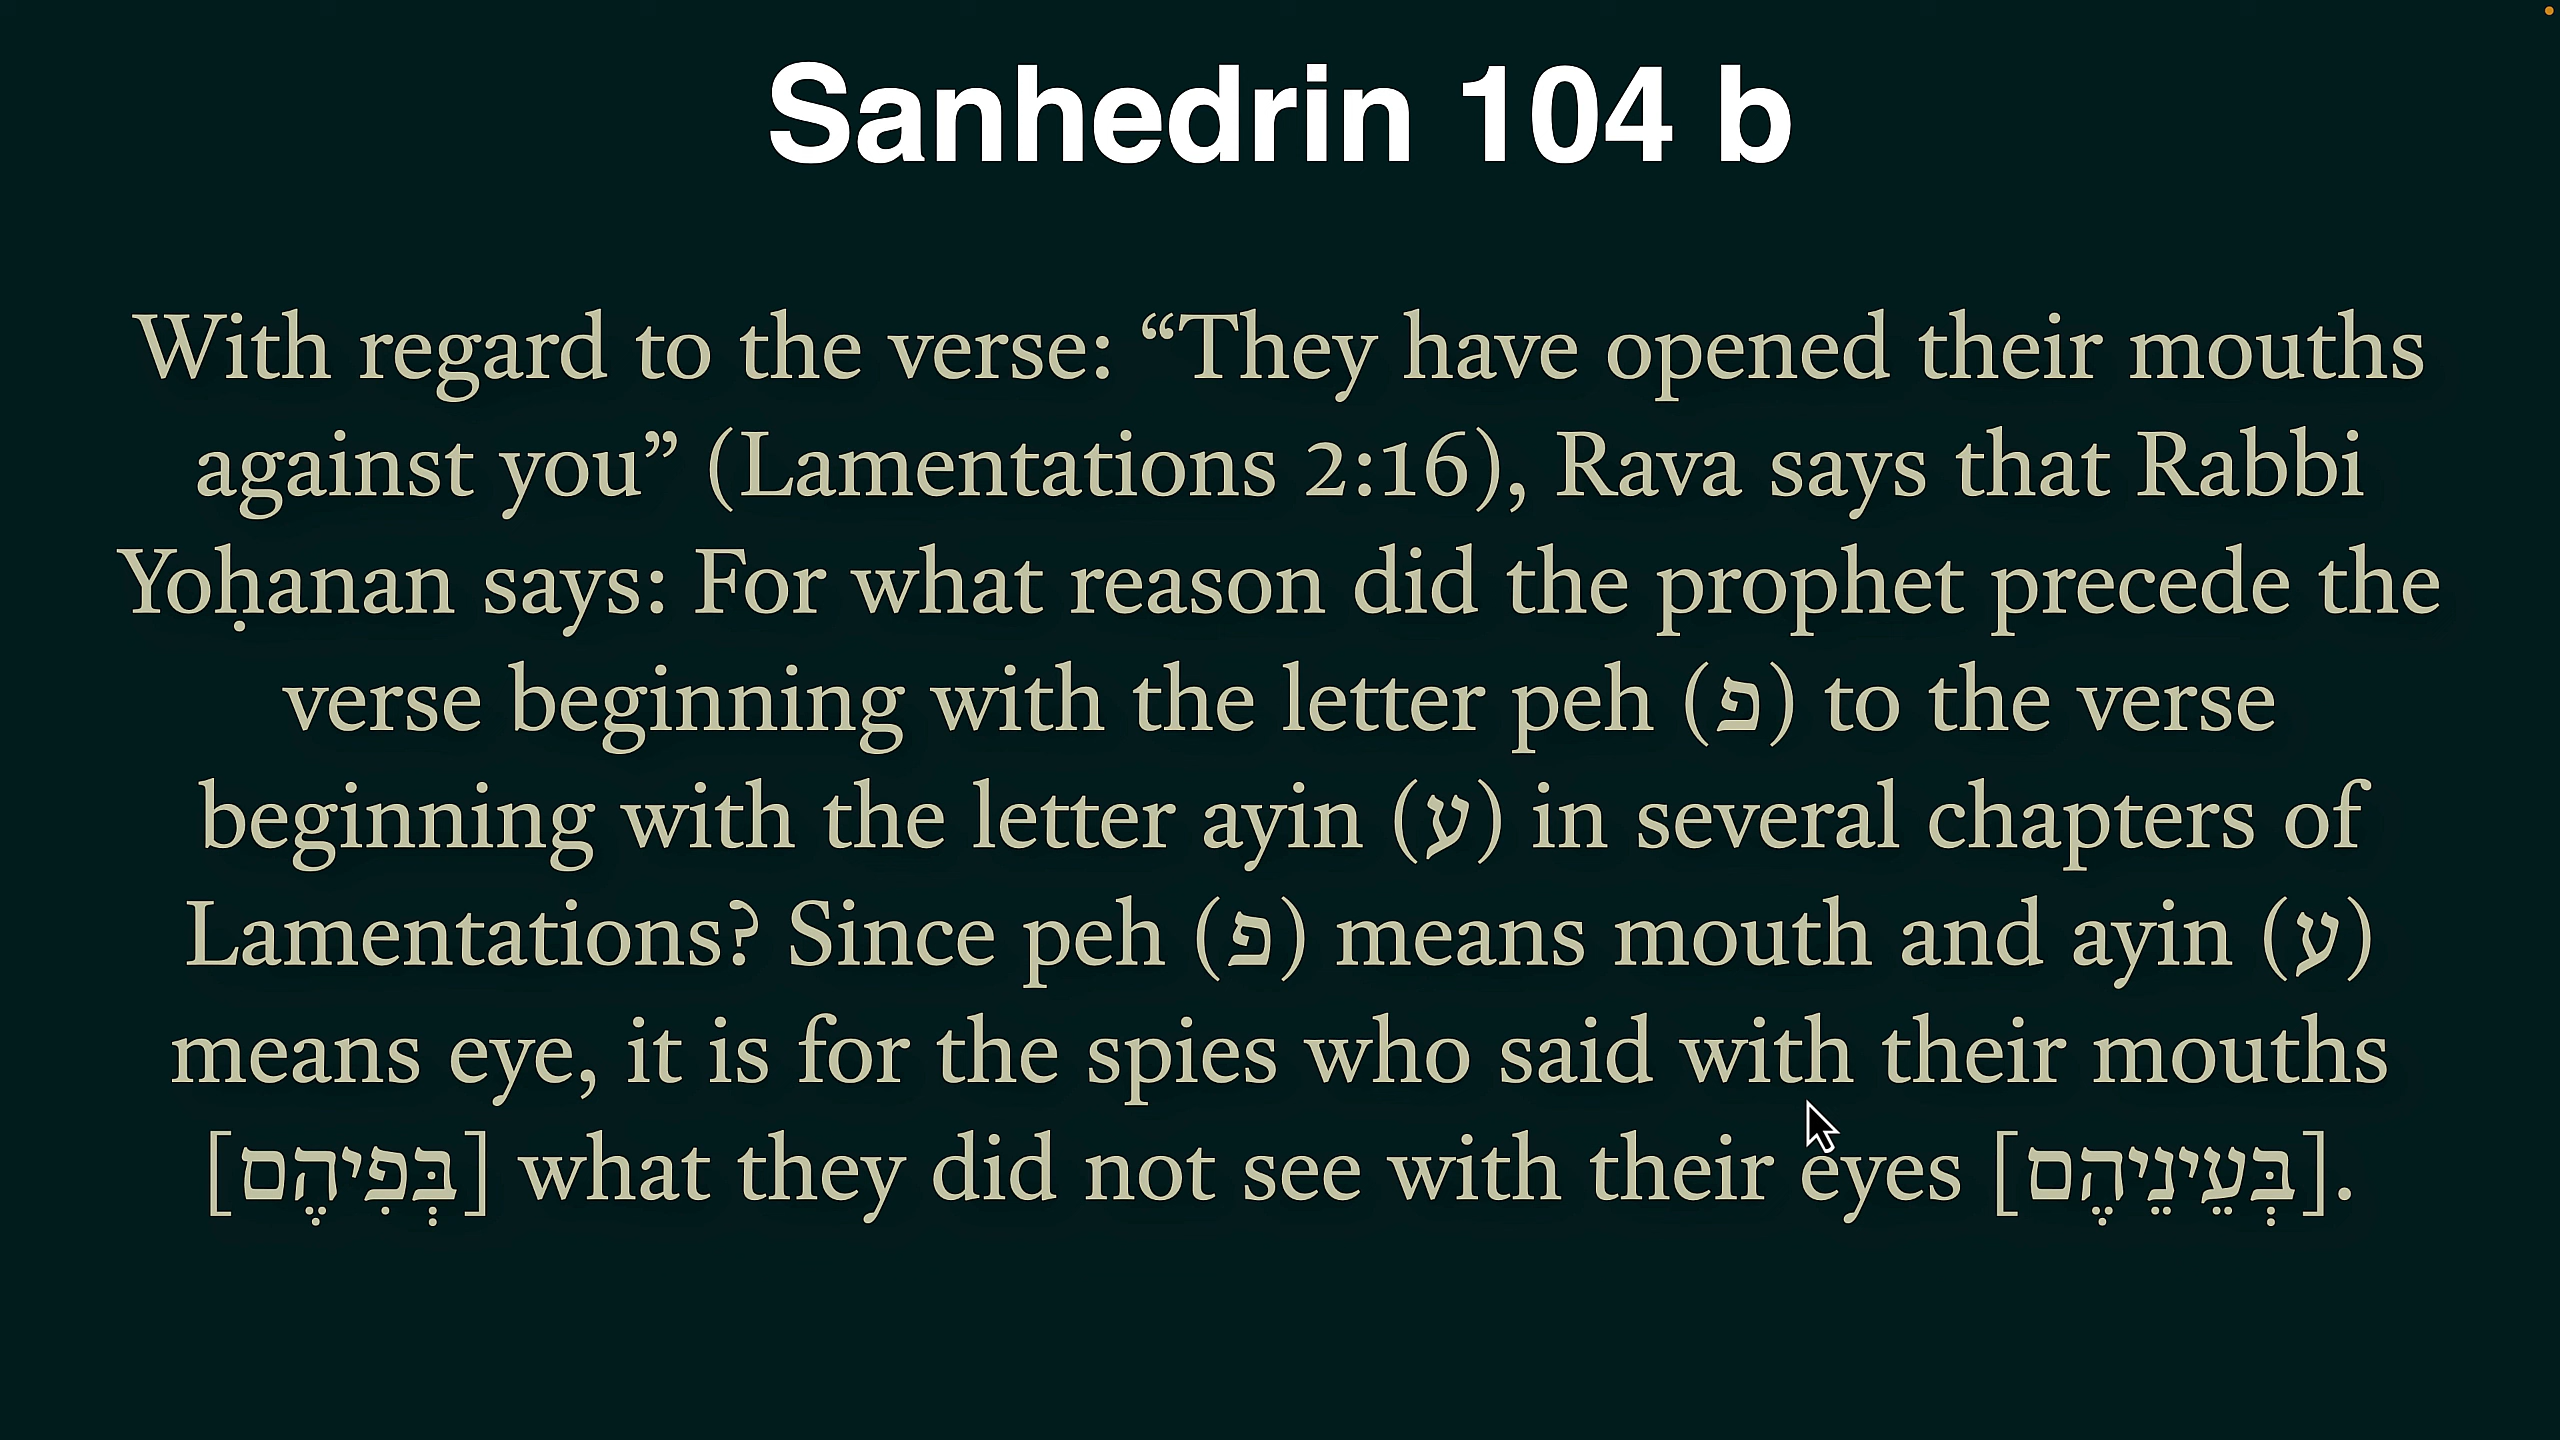 Sanhedrin 104 b
With regard to the verse: “They have opened their mouths
against you” (Lamentations 2:16), Rava says that Rabbi
Yoḥanan says: For what reason did the prophet precede the
verse beginning with the letter peh (פ) to the verse
beginning with the letter ayin (ע) in several chapters of
Lamentations? Since peh (פ) means mouth and ayin (ע)
means eye, it is for the spies who said with their mouths
[בְּפִיהֶם] what they did not see with their eyes [בְּעֵינֵיהֶם].